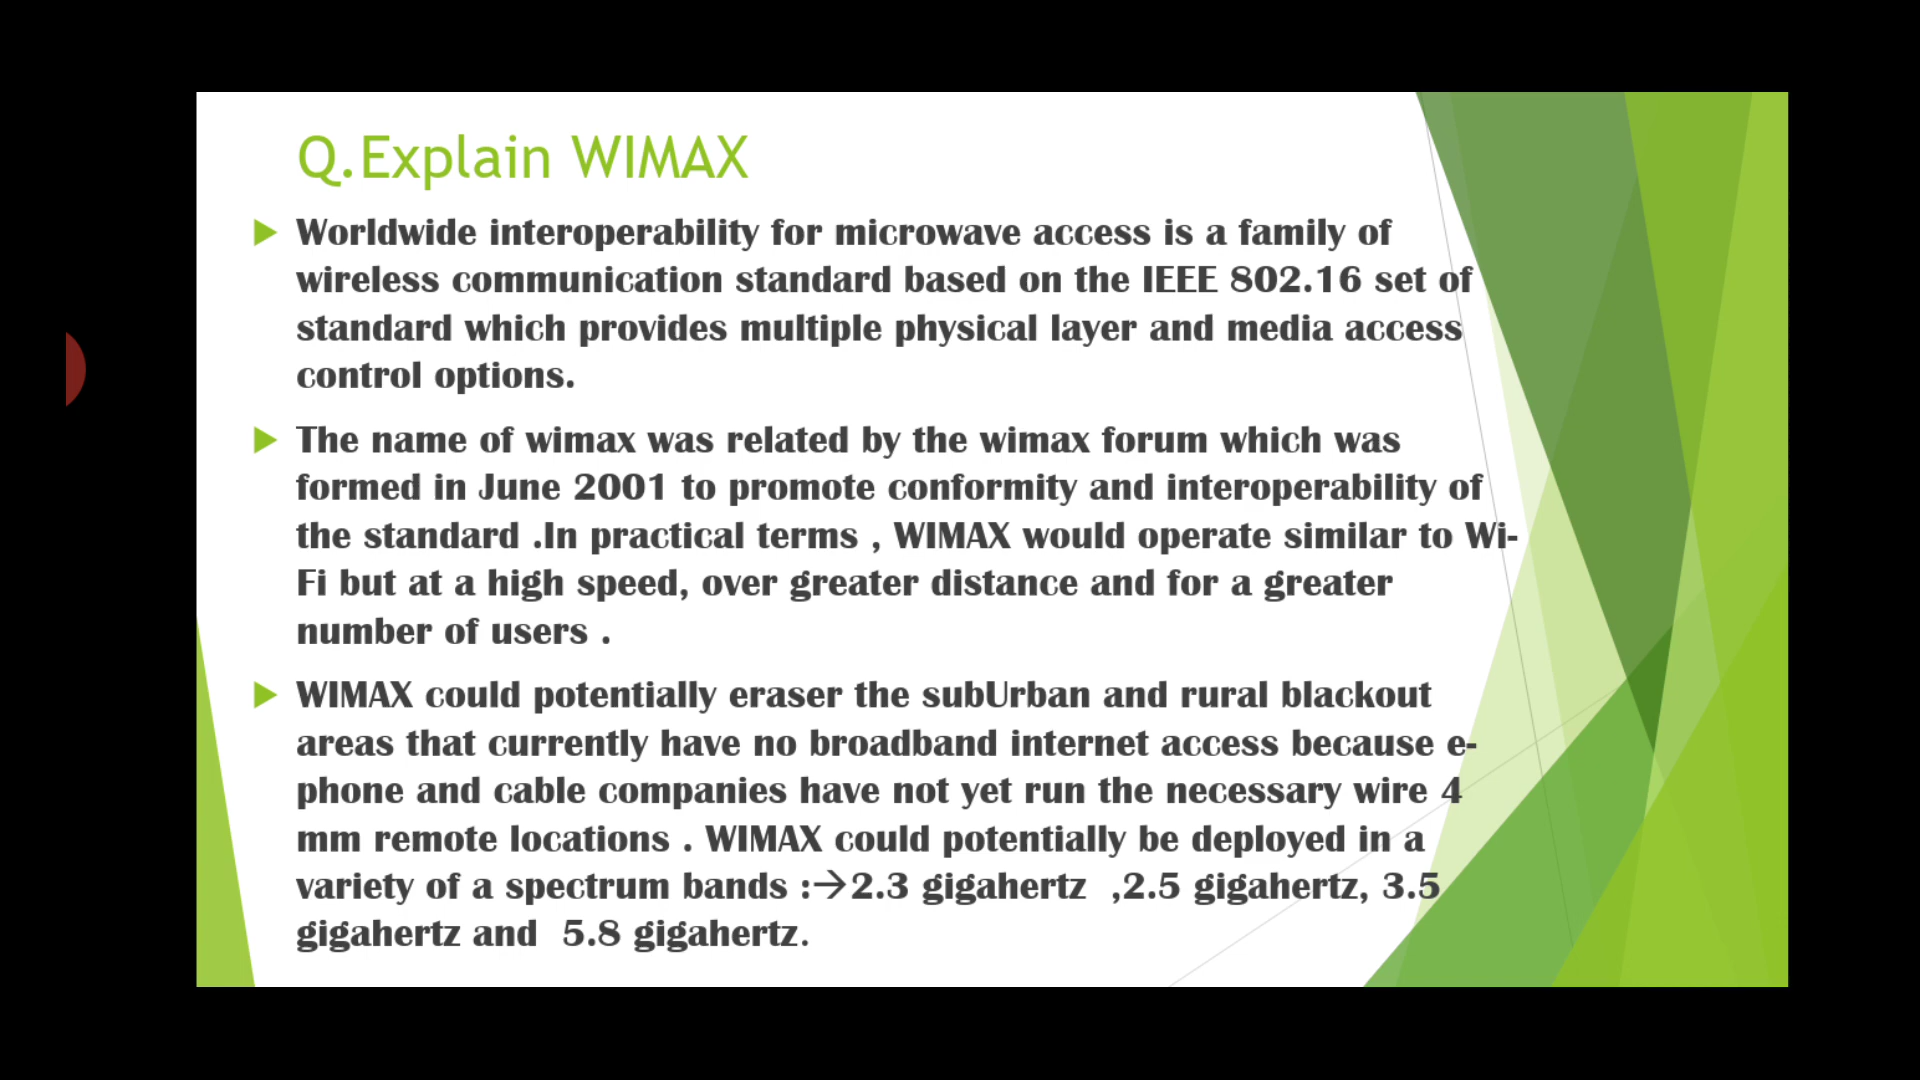 Q.Explain WIMAX
Worldwide interoperability for microwave access is a family of
wireless communication standard based on the IEEE 802.16 set of
standard which provides multiple physical layer and media access
control options.
The name of wimax was related by the wimax forum which was
formed in June 2001 to promote conformity and interoperability of
the standard .In practical terms , WIMAX would operate similar to Wi-
Fi but at a high speed, over greater distance and for a greater
number of users .
WIMAX could potentially eraser the subUrban and rural blackout
areas that currently have no broadband internet access because e-
phone and cable companies have not yet run the necessary wire 4
mm remote locations . WIMAX could potentially be deployed in a
variety of a spectrum bands :→2.3 gigahertz  ,2.5 gigahertz, 3.5
gigahertz and  5.8 gigahertz.